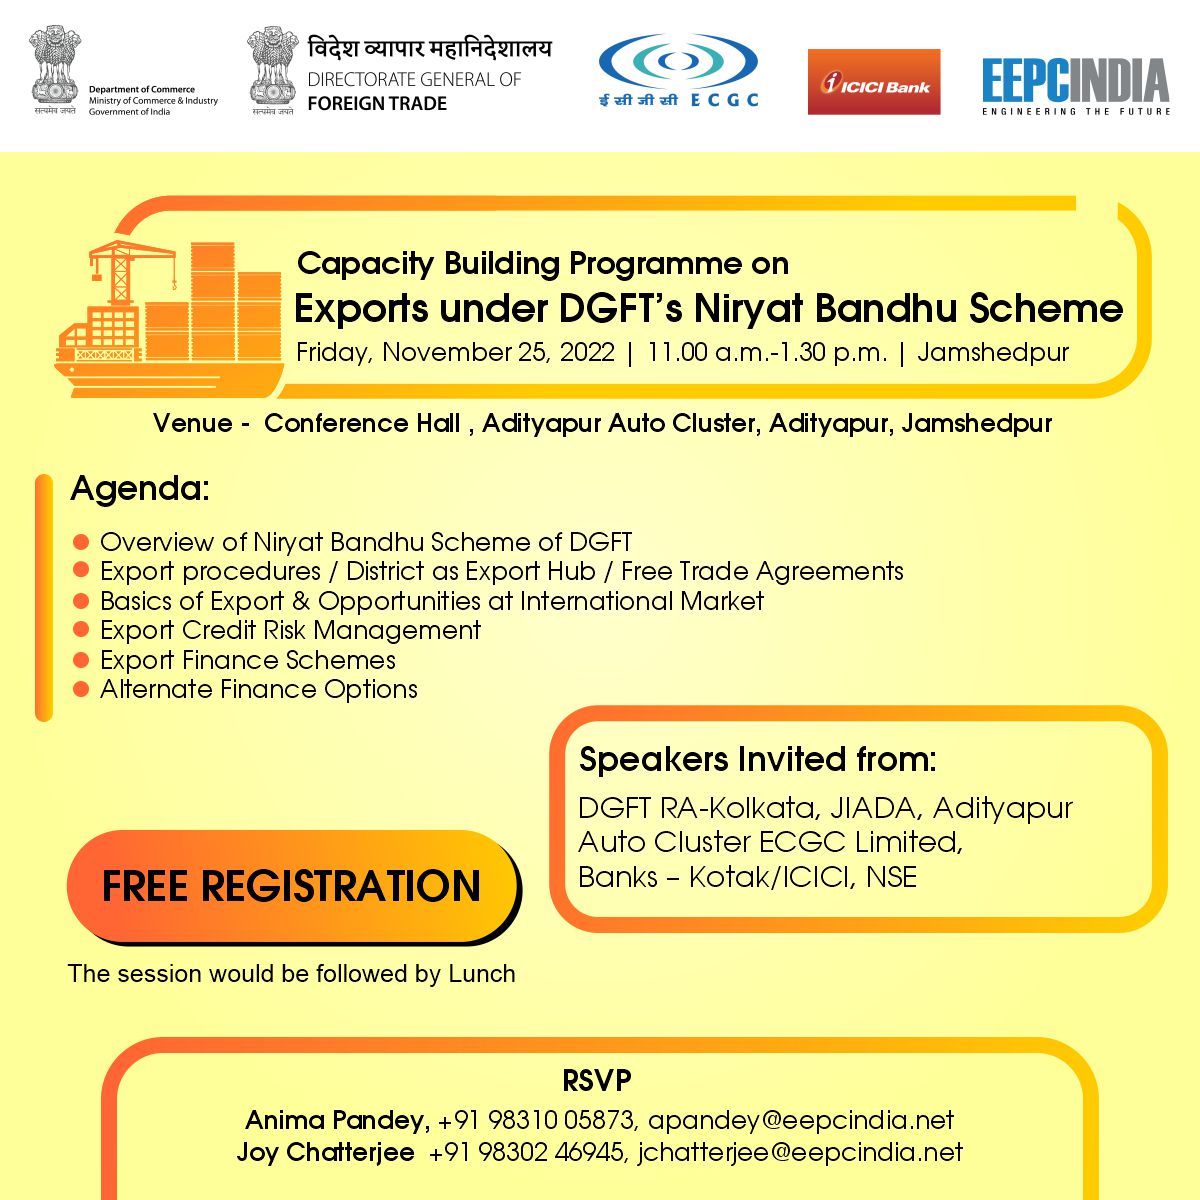 सत्यमेव जयते
Department of Commerce
Ministry of Commerce & Industry
Government of India
सत्यमेव जयते
विदेश व्यापार महानिदेशालय
DIRECTORATE GENERAL OF
FOREIGN TRADE
ई सी जी सी E C G C
ICICI Bank
EEPCINDIA
ENGINEERING THE FUTURE
Capacity Building Programme on
Exports under DGFT's Niryat Bandhu Scheme
Friday, November 25, 2022 | 11.00 a.m.-1.30 p.m. | Jamshedpur
Venue - Conference Hall , Adityapur Auto Cluster, Adityapur, Jamshedpur
Agenda:
Overview of Niryat Bandhu Scheme of DGFT
Export procedures / District as Export Hub / Free Trade Agreements
Basics of Export & Opportunities at International Market
Export Credit Risk Management
Export Finance Schemes
Alternate Finance Options
Speakers Invited from:
DGFT RA-Kolkata, JIADA, Adityapur
Auto Cluster ECGC Limited,
Banks – Kotak/ICICI, NSE
FREE REGISTRATION
The session would be followed by Lunch
RSVP
Anima Pandey, +91 98310 05873, apandey@eepcindia.net
Joy Chatterjee +91 98302 46945, jchatterjee@eepcindia.net